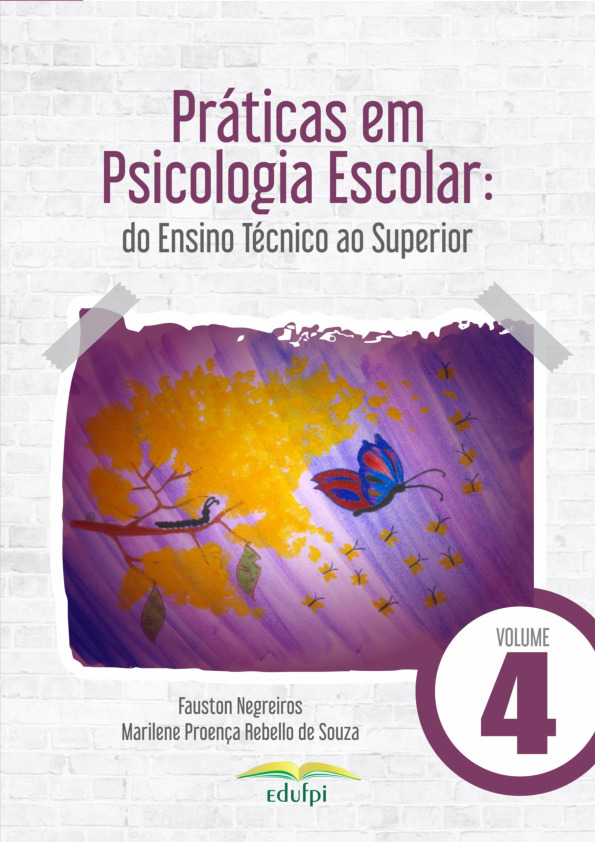 Práticas em
Psicologia Escolar:
do Ensino Técnico ao Superior
VOLUME
4
Fauston Negreiros
Marilene Proença Rebello de Souza
Edufpi